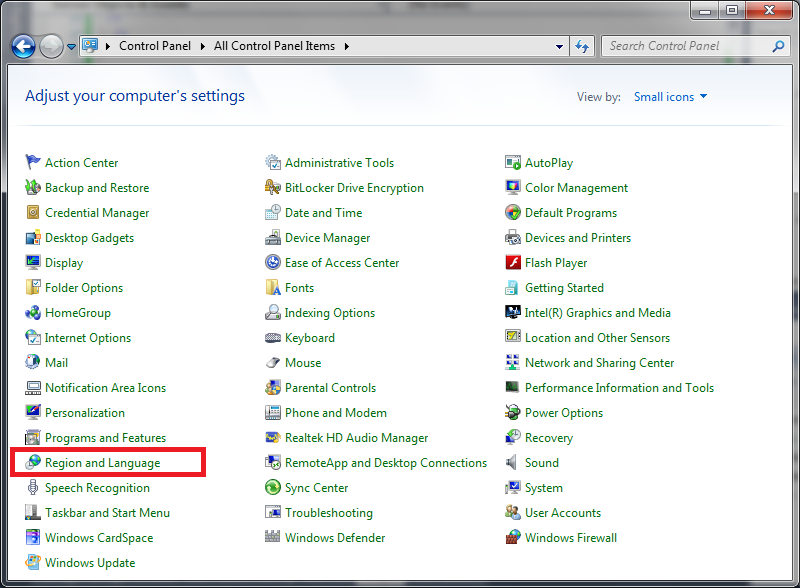 Control Panel All Control Panel Items Search Control Panel
Adjust your computer's settings
View by: Small icons
Action Center Administrative Tools AutoPlay
Backup and Restore BitLocker Drive Encryption Color Management
Credential Manager Date and Time Default Programs
Desktop Gadgets Device Manager Devices and Printers
Display Ease of Access Center Flash Player
Folder Options Fonts Getting Started
HomeGroup Indexing Options Intel(R) Graphics and Media
Internet Options Keyboard Location and Other Sensors
Mail Mouse Network and Sharing Center
Notification Area Icons Parental Controls Performance Information and Tools
Personalization Phone and Modem Power Options
Programs and Features Realtek HD Audio Manager Recovery
Region and Language RemoteApp and Desktop Connections Sound
Speech Recognition Sync Center System
Taskbar and Start Menu Troubleshooting User Accounts
Windows CardSpace Windows Defender Windows Firewall
Windows Update